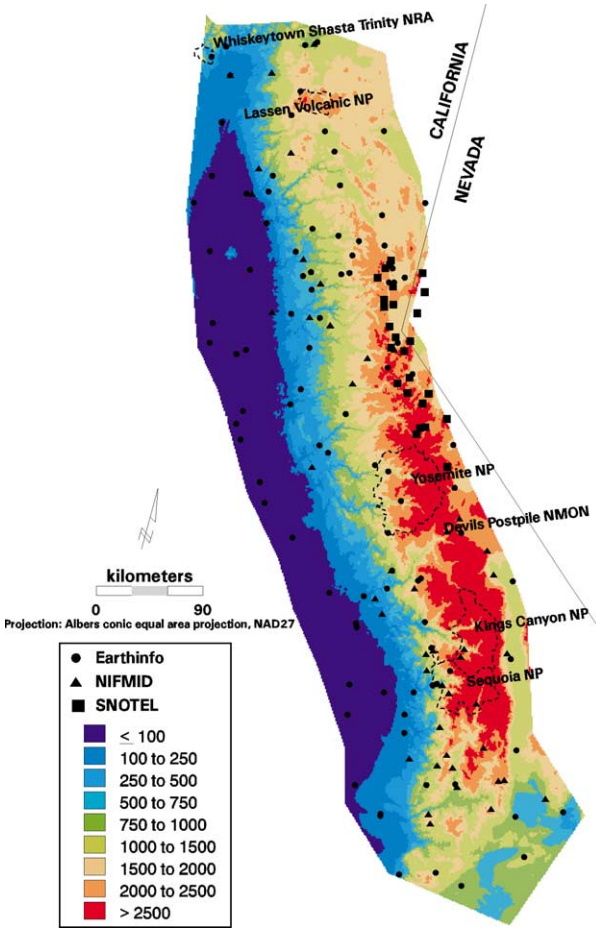 Whiskeytown Shasta Trinity NRA
Lassen Volcanic NP
CALIFORNIA
NEVADA
Yosemite NP
Devils Postpile NMON
kilometers
0 90
Projection: Albers conic equal area projection, NAD27
Kings Canyon NP
Sequoia NP
Earthinfo
NIFMID
SNOTEL
≤ 100
100 to 250
250 to 500
500 to 750
750 to 1000
1000 to 1500
1500 to 2000
2000 to 2500
> 2500